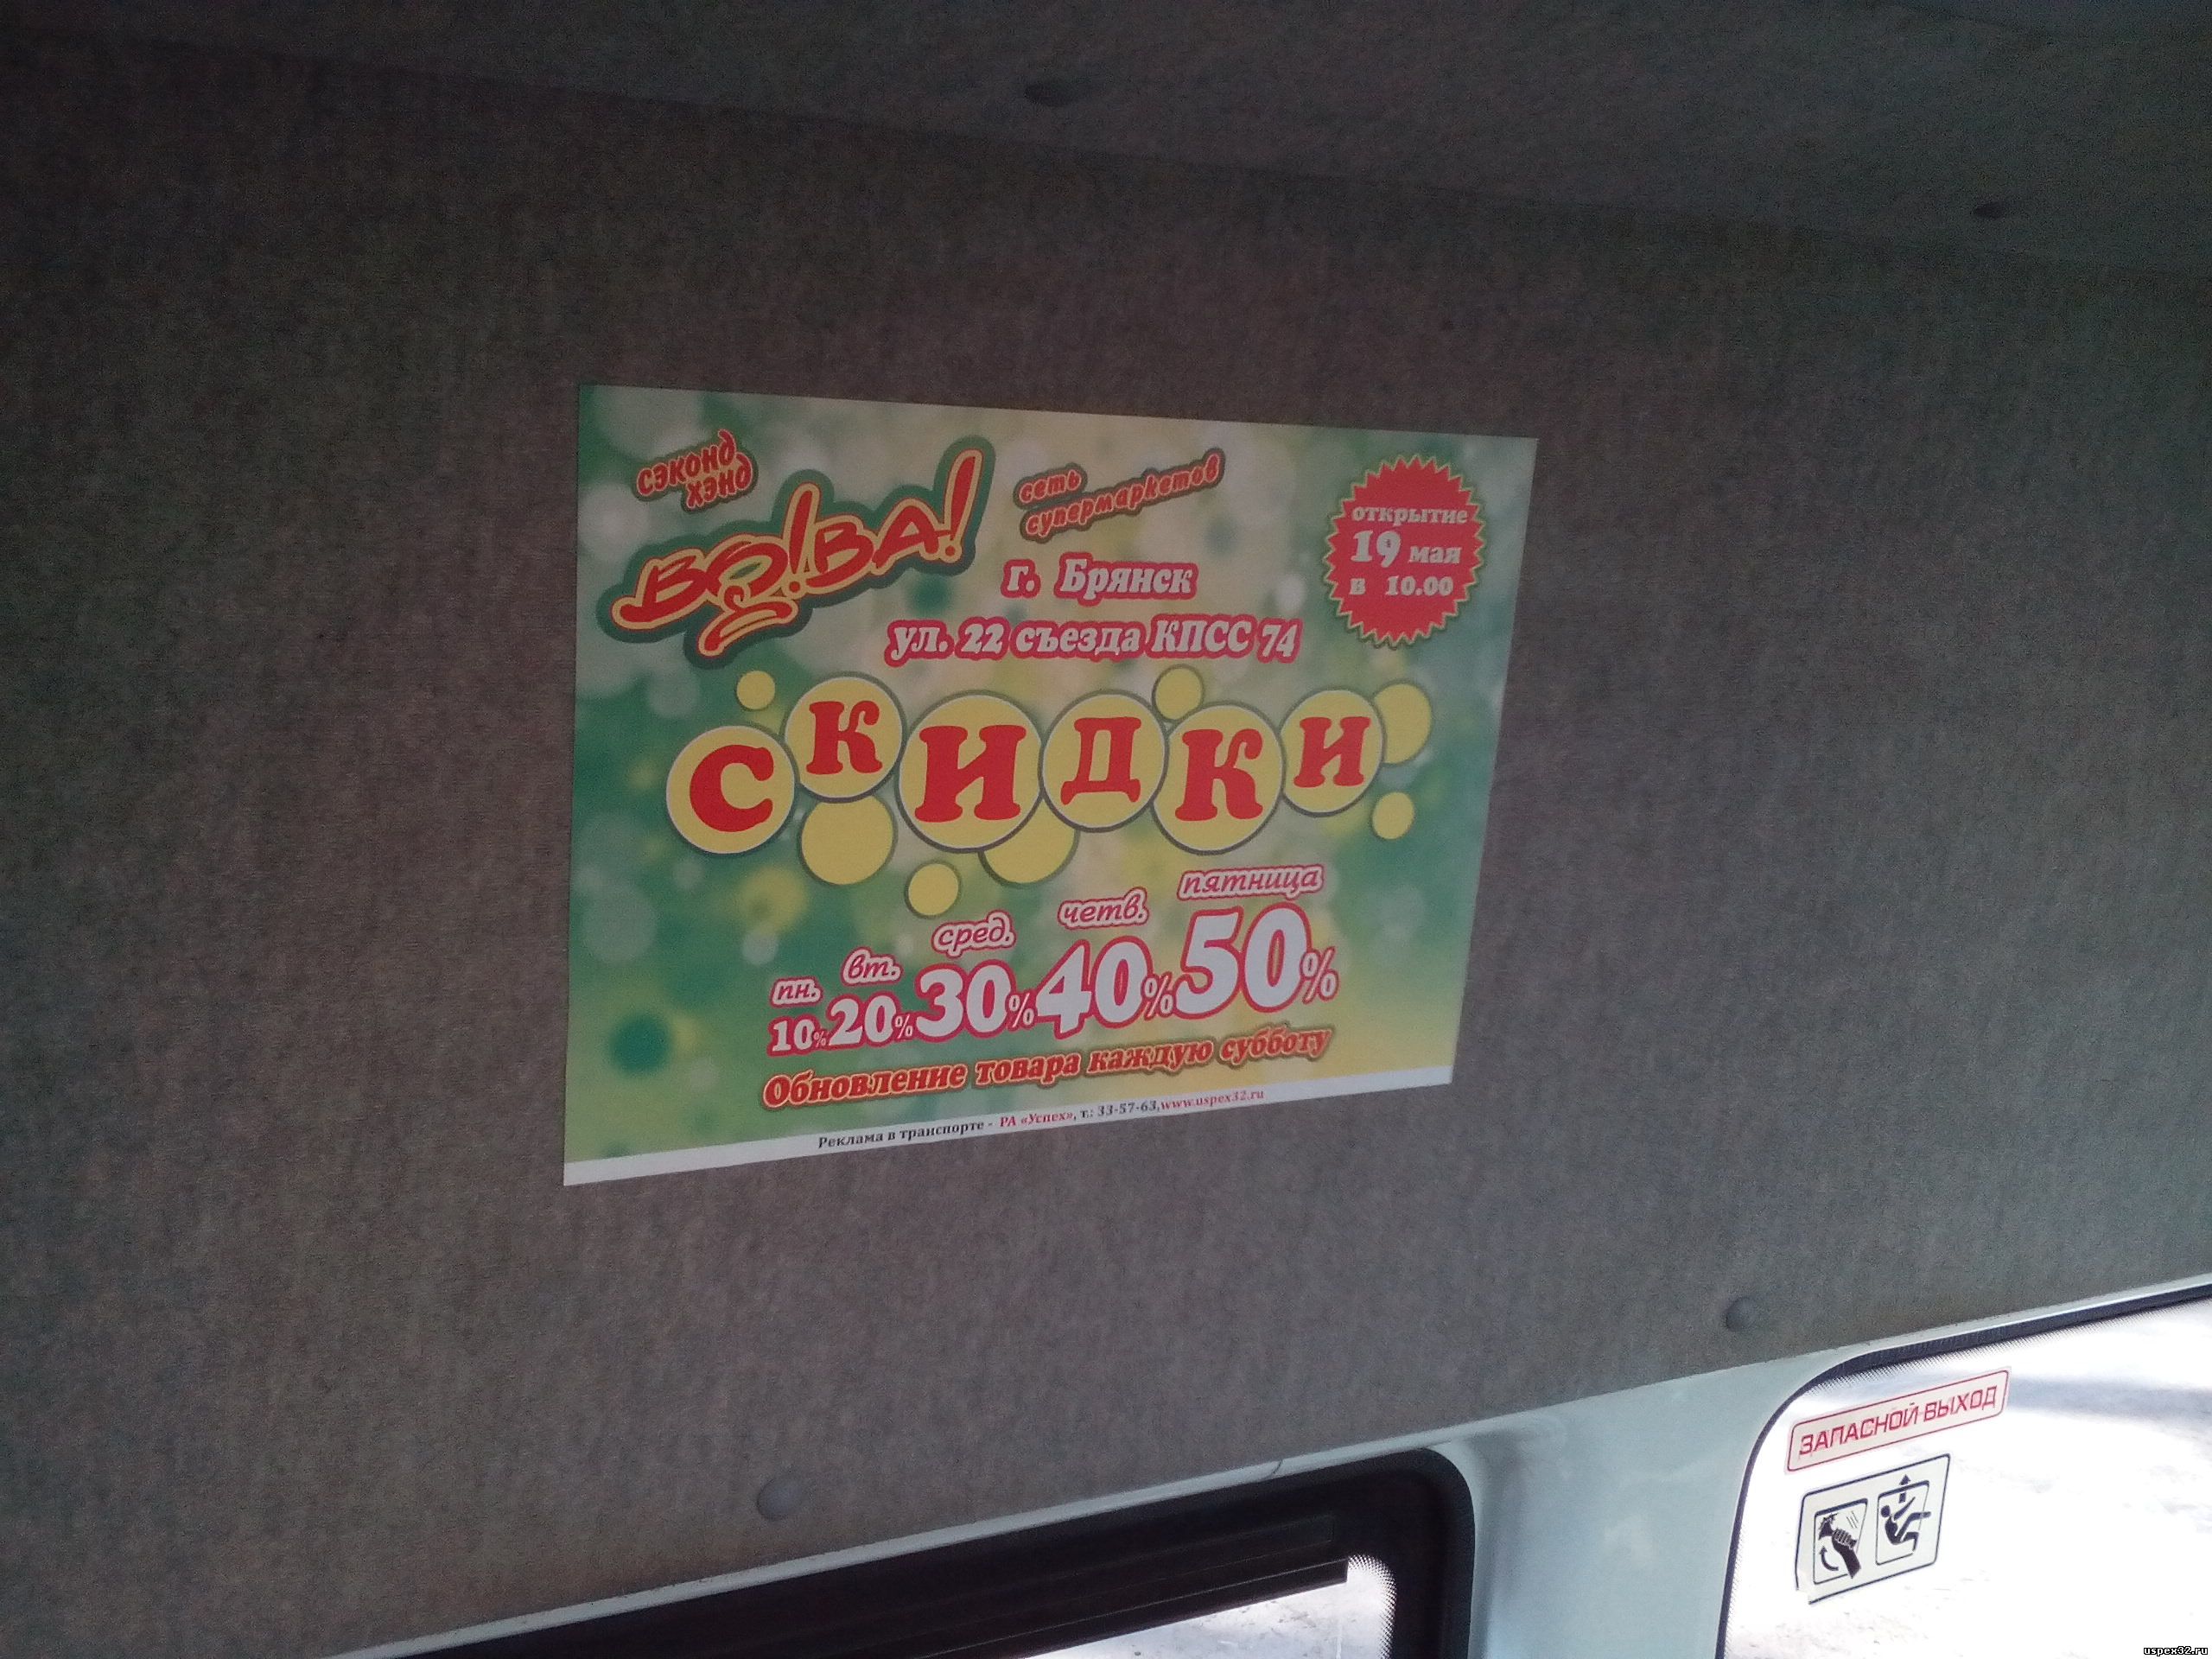 сэконд
хэнд
ВО!ВА!
сеть
супермаркетов
г. Брянск
ул. 22 съезда КПСС 74
открытие
19 мая
в 10.00
СКИДКИ
пн. вт. сред. четв. пятница
10% 20% 30% 40% 50%
Обновление товара каждую субботу
Реклама в транспорте - РА «Успех», т.: 33-57-63,www.uspex32.ru
ЗАПАСНОЙ ВЫХОД
uspex32.ru